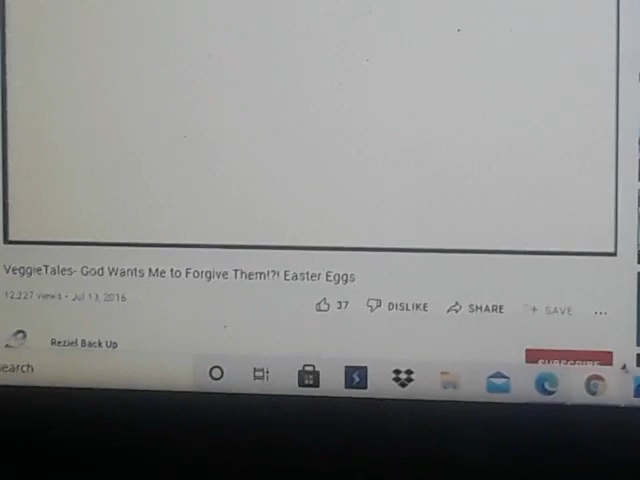 VeggieTales- God Wants Me to Forgive Them!?! Easter Eggs
12,227 views • Jul 13, 2016
37 DISLIKE SHARE SAVE ...
Reziel Back Up
SUBSCRIBE
earch